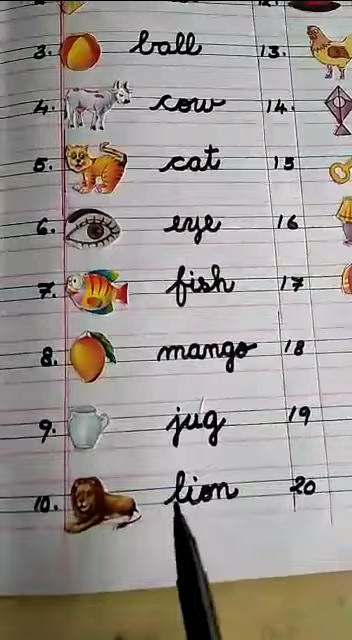 3. ball 13.
4. cow 14.
5. cat 15
6. eye 16
7. fish 17
8. mango 18
9. jug 19
10. lion 20